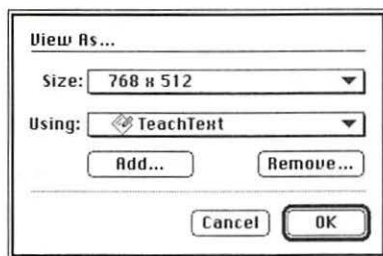 View As...
Size: 768 x 512
Using: TeachText
Add... Remove...
Cancel OK